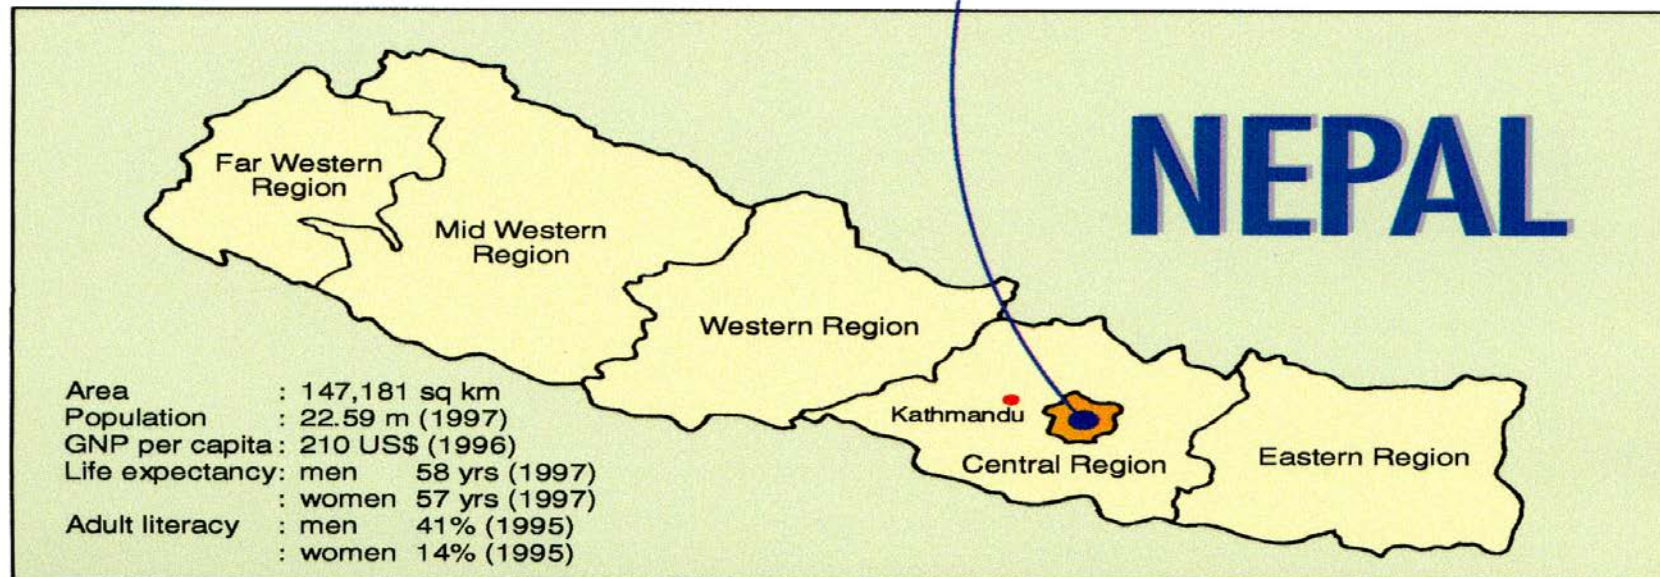 NEPAL
Far Western
Region
Mid Western
Region
Western Region
Kathmandu
Central Region
Eastern Region
Area : 147,181 sq km
Population : 22.59 m (1997)
GNP per capita : 210 US$ (1996)
Life expectancy : men 58 yrs (1997)
: women 57 yrs (1997)
Adult literacy : men 41% (1995)
: women 14% (1995)